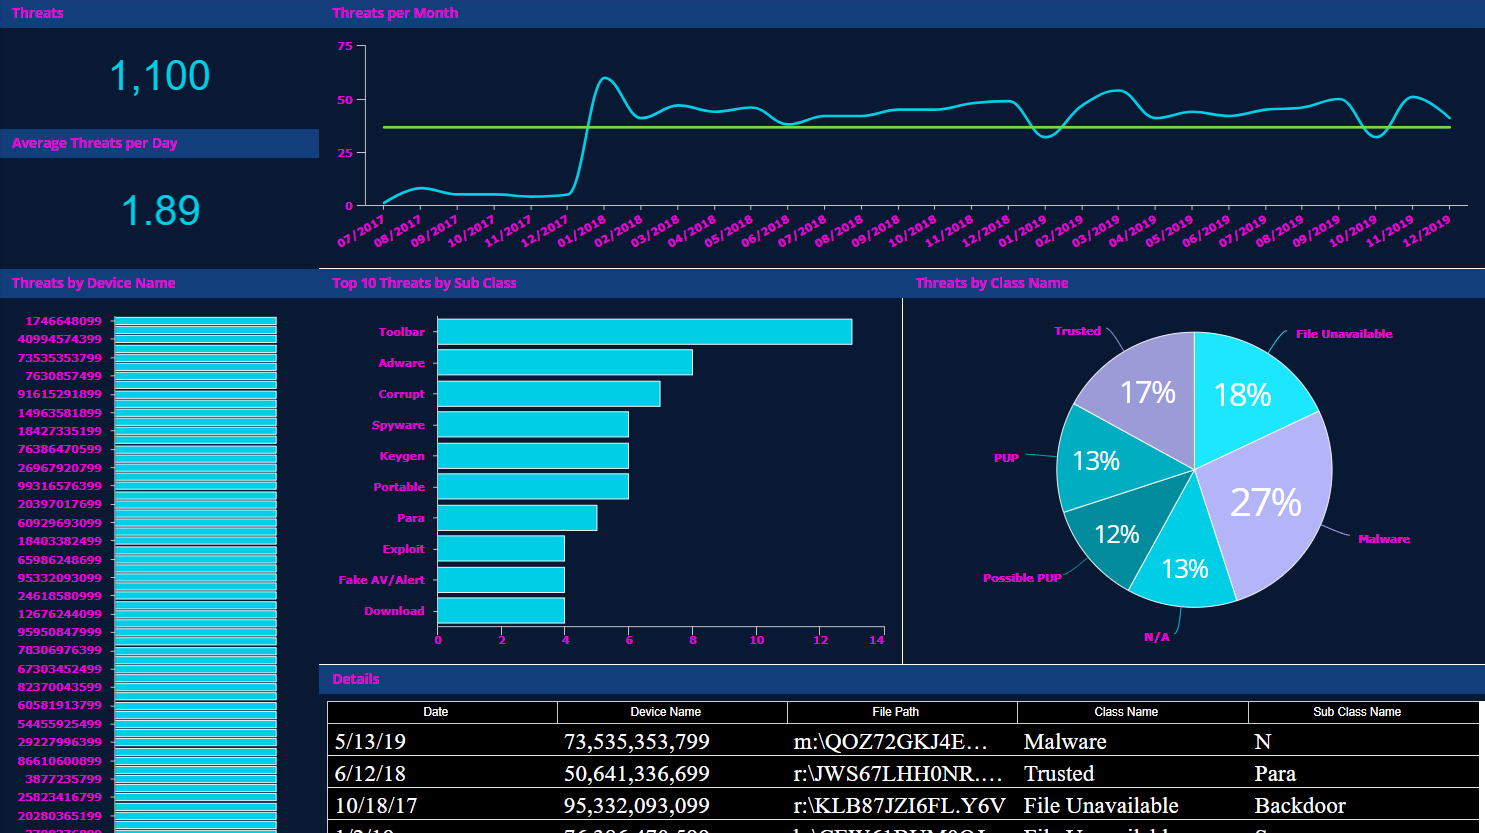 Threats
1,100
Average Threats per Day
1.89
Threats per Month
75
50
25
0
07/2017
08/2017
09/2017
10/2017
11/2017
12/2017
01/2018
02/2018
03/2018
04/2018
05/2018
06/2018
07/2018
08/2018
09/2018
10/2018
11/2018
12/2018
01/2019
02/2019
03/2019
04/2019
05/2019
06/2019
07/2019
08/2019
09/2019
10/2019
11/2019
12/2019
Threats by Device Name
1746648099
40994574399
73535353799
7630857499
91615291899
14963581899
18427335199
76386470599
26967920799
99316576399
20397017699
60929693099
18403382499
65986248699
95332093099
24618580999
12676244099
95950847999
78306976399
67303452499
82370043599
60581913799
54455925499
29227996399
86610600899
3877235799
25823416799
20280365199
Top 10 Threats by Sub Class
Toolbar
Adware
Corrupt
Spyware
Keygen
Portable
Para
Exploit
Fake AV/Alert
Download
0 2 4 6 8 10 12 14
Threats by Class Name
Trusted
File Unavailable
17%
18%
PUP
13%
27%
12%
13%
Malware
Possible PUP
N/A
Details
Date Device Name File Path Class Name Sub Class Name
5/13/19 73,535,353,799 m:\QOZ72GKJ4E... Malware N
6/12/18 50,641,336,699 r:\JWS67LHH0NR.... Trusted Para
10/18/17 95,332,093,099 r:\KLB87JZI6FL.Y6V File Unavailable Backdoor